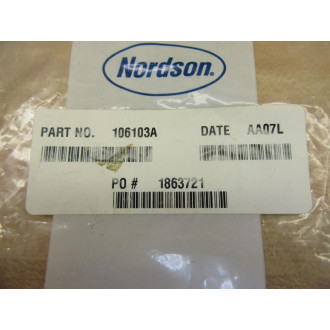 Nordson.
PART NO. 106103A DATE AA07L
PO # 1863721